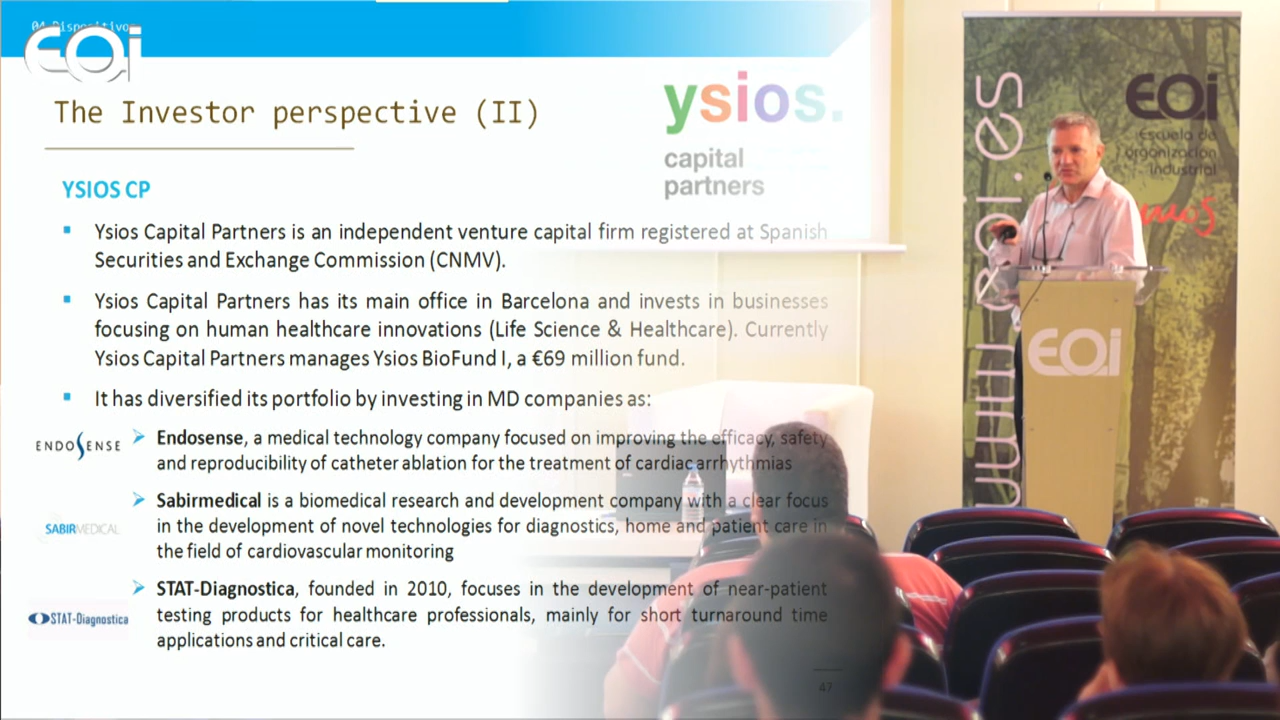 04 Dispositivos
EOi
The Investor perspective (II)
ysios.
capital
partners
YSIOS CP
Ysios Capital Partners is an independent venture capital firm registered at Spanish
Securities and Exchange Commission (CNMV).
Ysios Capital Partners has its main office in Barcelona and invests in businesses
focusing on human healthcare innovations (Life Science & Healthcare). Currently
Ysios Capital Partners manages Ysios BioFund I, a €69 million fund.
It has diversified its portfolio by investing in MD companies as:
ENDOSENSE
Endosense, a medical technology company focused on improving the efficacy, safety
and reproducibility of catheter ablation for the treatment of cardiac arrhythmias
SABIRMEDICAL
Sabirmedical is a biomedical research and development company with a clear focus
in the development of novel technologies for diagnostics, home and patient care in
the field of cardiovascular monitoring
STAT-Diagnostica
STAT-Diagnostica, founded in 2010, focuses in the development of near-patient
testing products for healthcare professionals, mainly for short turnaround time
applications and critical care.
47
EOi
Escuela de
organización
industrial
www.eoi.es
EOi